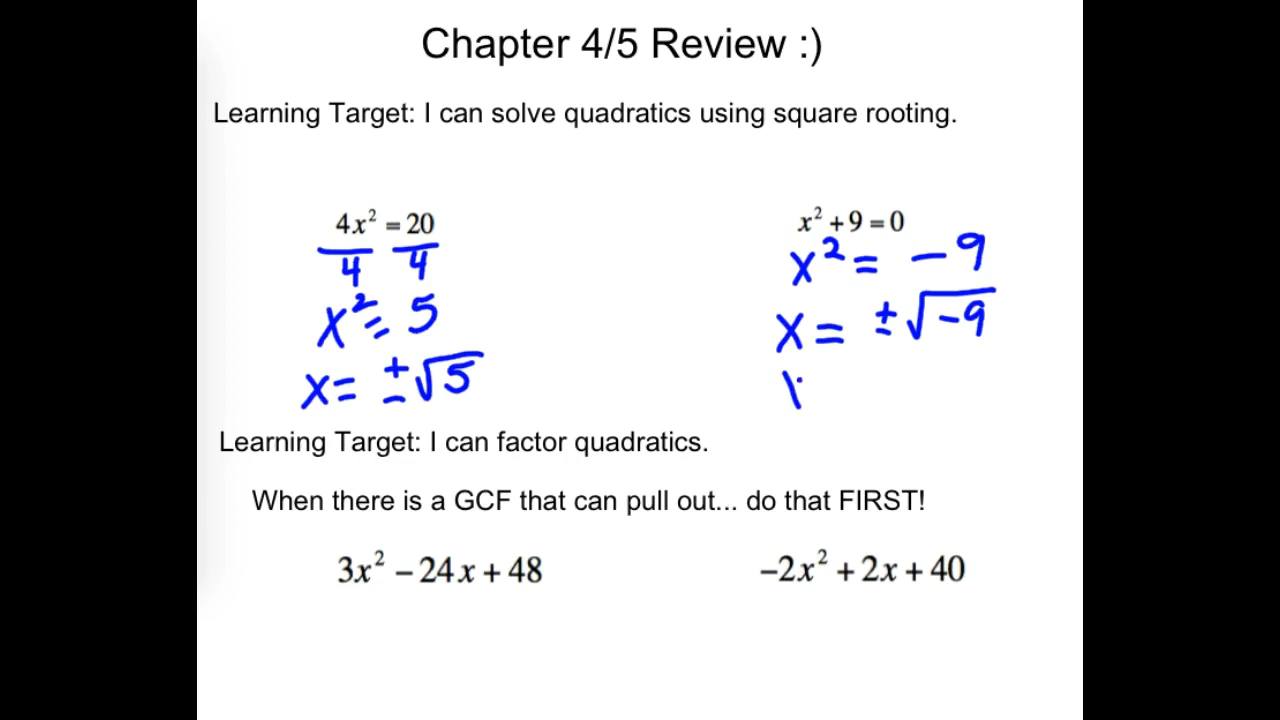 Chapter 4/5 Review :)
Learning Target: I can solve quadratics using square rooting.
4x² = 20
4 4
x² = 5
x = ±√5
x² + 9 = 0
x² = -9
x = ±√-9
Learning Target: I can factor quadratics.
When there is a GCF that can pull out... do that FIRST!
3x² – 24x + 48
–2x² + 2x + 40